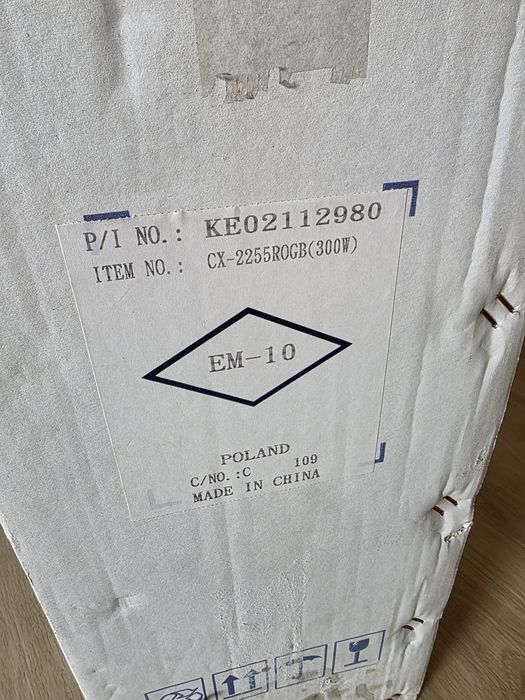 P/I NO.: KE02112980
ITEM NO.: CX-2255ROGB(300W)
EM-10
POLAND
C/NO.:C 109
MADE IN CHINA